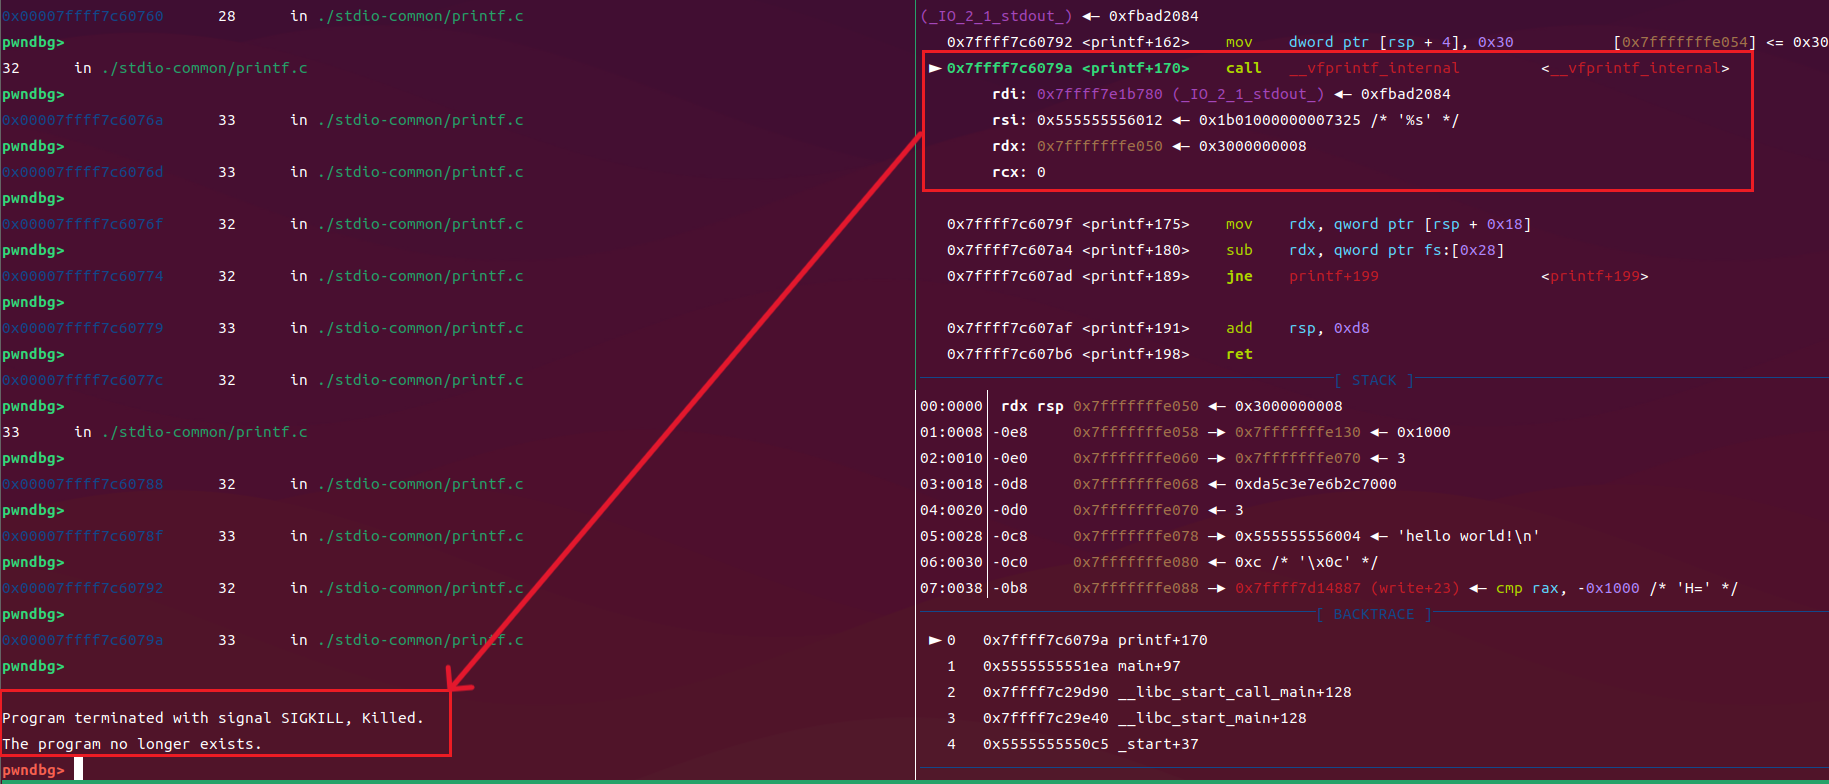 0x00007ffff7c60760      28      in ./stdio-common/printf.c
pwndbg>
32      in ./stdio-common/printf.c
pwndbg>
0x00007ffff7c6076a      33      in ./stdio-common/printf.c
pwndbg>
0x00007ffff7c6076d      33      in ./stdio-common/printf.c
pwndbg>
0x00007ffff7c6076f      32      in ./stdio-common/printf.c
pwndbg>
0x00007ffff7c60774      32      in ./stdio-common/printf.c
pwndbg>
0x00007ffff7c60779      33      in ./stdio-common/printf.c
pwndbg>
0x00007ffff7c6077c      32      in ./stdio-common/printf.c
pwndbg>
33      in ./stdio-common/printf.c
pwndbg>
0x00007ffff7c60788      32      in ./stdio-common/printf.c
pwndbg>
0x00007ffff7c6078f      33      in ./stdio-common/printf.c
pwndbg>
0x00007ffff7c60792      32      in ./stdio-common/printf.c
pwndbg>
0x00007ffff7c6079a      33      in ./stdio-common/printf.c
pwndbg>
Program terminated with signal SIGKILL, Killed.
The program no longer exists.
pwndbg>
(_IO_2_1_stdout_) ◂— 0xfbad2084
0x7ffff7c60792 <printf+162>    mov    dword ptr [rsp + 4], 0x30         [0x7fffffffe054] <= 0x30
► 0x7ffff7c6079a <printf+170>    call   __vfprintf_internal         <__vfprintf_internal>
rdi: 0x7ffff7e1b780 (_IO_2_1_stdout_) ◂— 0xfbad2084
rsi: 0x555555556012 ◂— 0x1b01000000007325 /* '%s' */
rdx: 0x7fffffffe050 ◂— 0x3000000008
rcx: 0
0x7ffff7c6079f <printf+175>    mov    rdx, qword ptr [rsp + 0x18]
0x7ffff7c607a4 <printf+180>    sub    rdx, qword ptr fs:[0x28]
0x7ffff7c607ad <printf+189>    jne    printf+199                  <printf+199>
0x7ffff7c607af <printf+191>    add    rsp, 0xd8
0x7ffff7c607b6 <printf+198>    ret
[ STACK ]
00:0000│ rdx rsp 0x7fffffffe050 ◂— 0x3000000008
01:0008│-0e8     0x7fffffffe058 —▸ 0x7fffffffe130 ◂— 0x1000
02:0010│-0e0     0x7fffffffe060 —▸ 0x7fffffffe070 ◂— 3
03:0018│-0d8     0x7fffffffe068 ◂— 0xda5c3e7e6b2c7000
04:0020│-0d0     0x7fffffffe070 ◂— 3
05:0028│-0c8     0x7fffffffe078 —▸ 0x555555556004 ◂— 'hello world!\n'
06:0030│-0c0     0x7fffffffe080 ◂— 0xc /* '\x0c' */
07:0038│-0b8     0x7fffffffe088 —▸ 0x7ffff7d14887 (write+23) ◂— cmp rax, -0x1000 /* 'H=' */
[ BACKTRACE ]
► 0   0x7ffff7c6079a printf+170
1   0x5555555551ea main+97
2   0x7ffff7c29d90 __libc_start_call_main+128
3   0x7ffff7c29e40 __libc_start_main+128
4   0x5555555550c5 _start+37